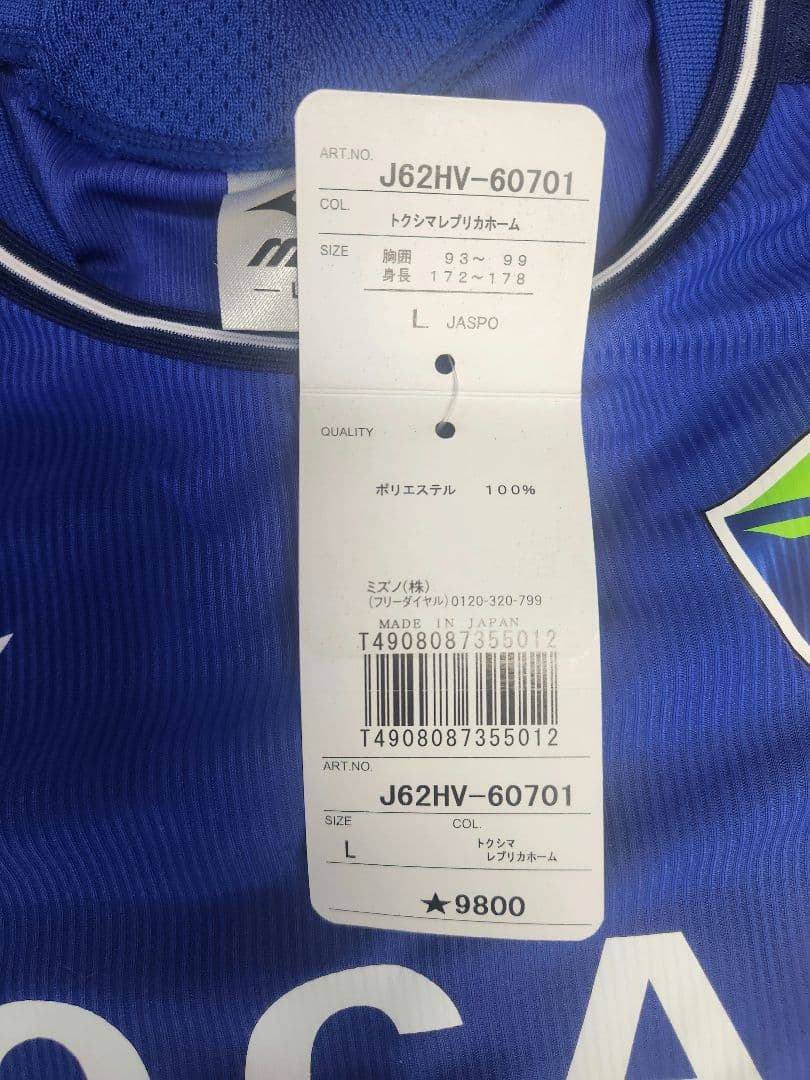 ART.NO.
J62HV-60701
COL.
トクシマレプリカホーム
SIZE
胸囲 93～ 99
身長 172～178
L JASPO
QUALITY
ポリエステル 100%
ミズノ(株)
(フリーダイヤル)0120-320-799
MADE IN JAPAN
T4908087355012
T4908087355012
ART.NO.
J62HV-60701
SIZE COL.
L トクシマ
レプリカホーム
★9800
CA